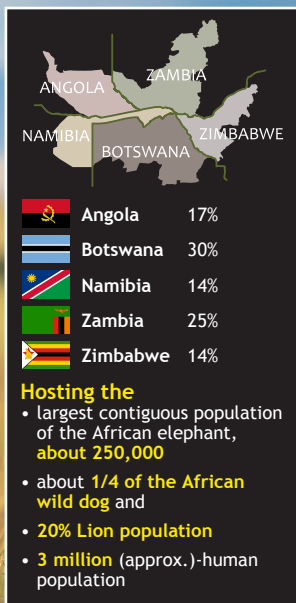 ZAMBIA
ANGOLA
NAMIBIA
ZIMBABWE
BOTSWANA
Angola 17%
Botswana 30%
Namibia 14%
Zambia 25%
Zimbabwe 14%
Hosting the
• largest contiguous population
of the African elephant,
about 250,000
• about 1/4 of the African
wild dog and
• 20% Lion population
• 3 million (approx.)-human
population